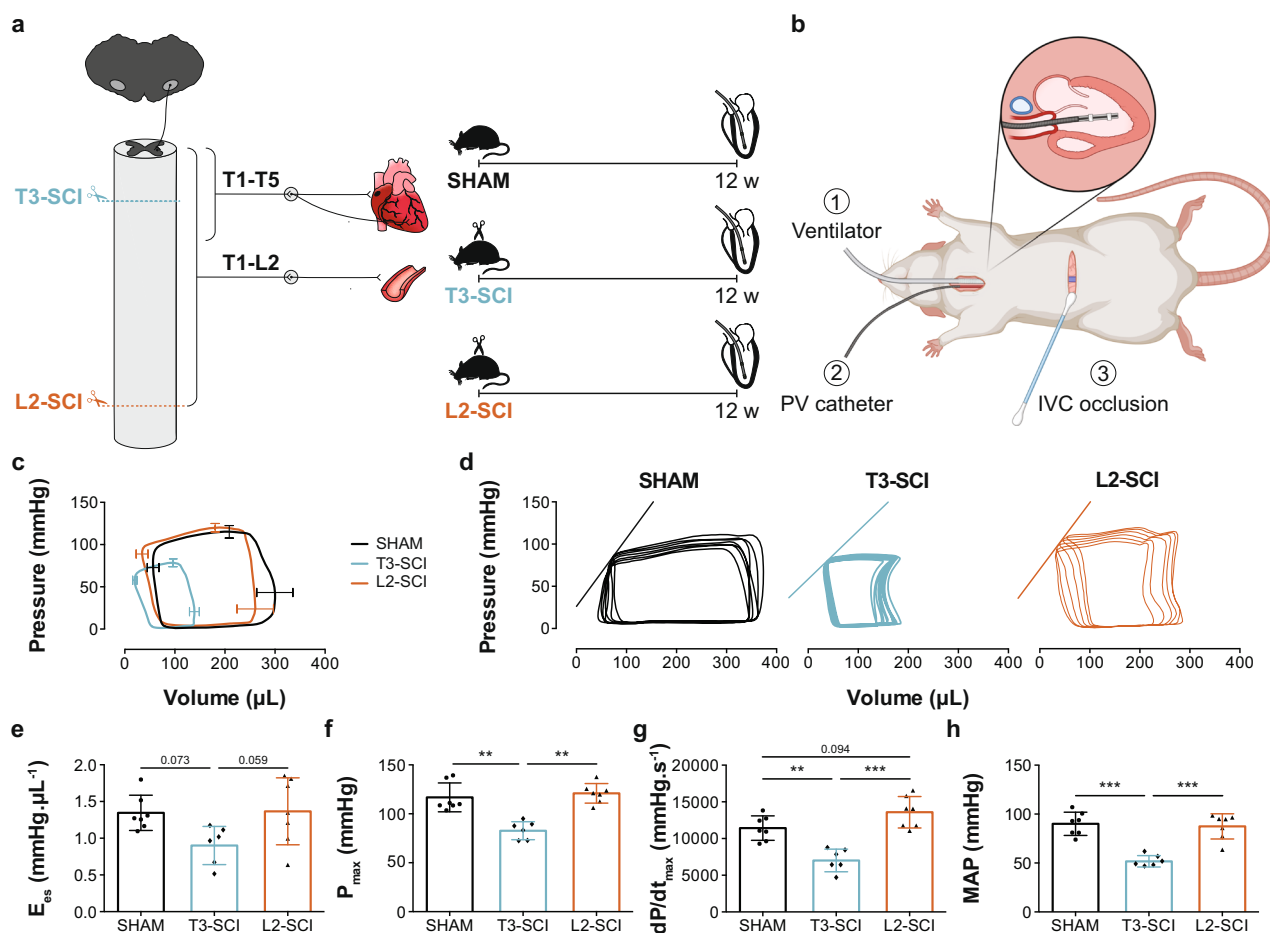 a
T3-SCI
L2-SCI
T1-T5
T1-L2
SHAM
12 w
T3-SCI
12 w
L2-SCI
12 w
b
1
Ventilator
2
PV catheter
3
IVC occlusion
c
Pressure (mmHg)
150
100
50
0
0 100 200 300 400
Volume (µL)
SHAM
T3-SCI
L2-SCI
d
SHAM T3-SCI L2-SCI
Pressure (mmHg)
150
100
50
0
0 100 200 300 400
0 100 200 300 400
0 100 200 300 400
Volume (µL)
e
E_es (mmHg.µL⁻¹)
2.0
1.5
1.0
0.5
0.0
0.073 0.059
SHAM T3-SCI L2-SCI
f
P_max (mmHg)
150
100
50
0
** **
SHAM T3-SCI L2-SCI
g
dP/dt_max (mmHg.s⁻¹)
20000
15000
10000
5000
0
0.094
** ***
SHAM T3-SCI L2-SCI
h
MAP (mmHg)
150
100
50
0
*** ***
SHAM T3-SCI L2-SCI